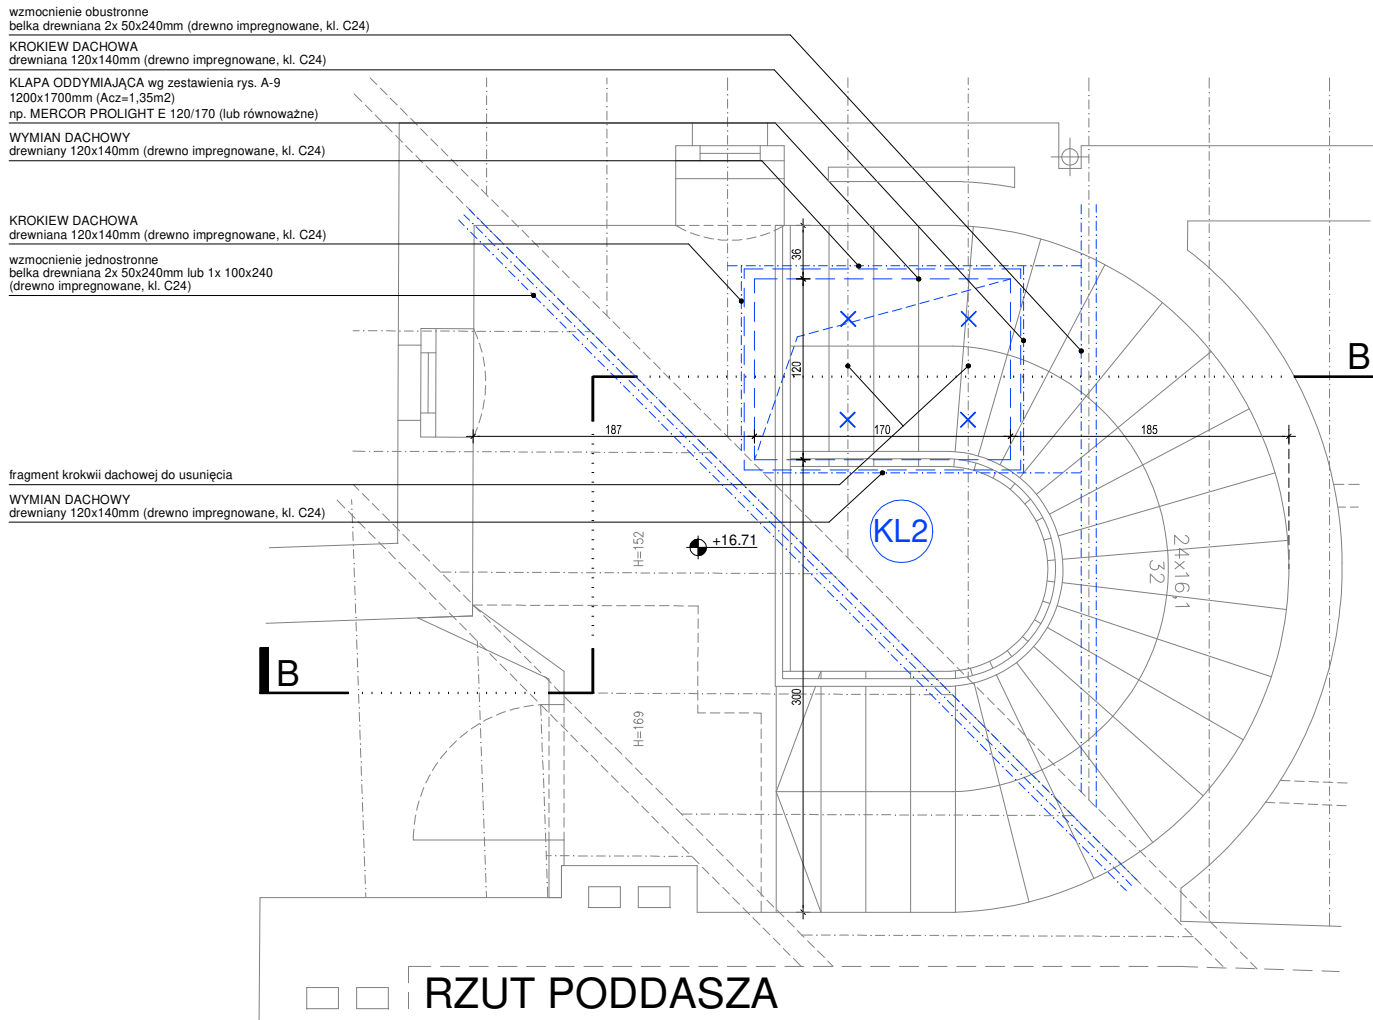 wzmocnienie obustronne
belka drewniana 2x 50x240mm (drewno impregnowane, kl. C24)
KROKIEW DACHOWA
drewniana 120x140mm (drewno impregnowane, kl. C24)
KLAPA ODDYMIAJĄCA wg zestawienia rys. A-9
1200x1700mm (Acz=1,35m2)
np. MERCOR PROLIGHT E 120/170 (lub równoważne)
WYMIAN DACHOWY
drewniany 120x140mm (drewno impregnowane, kl. C24)
KROKIEW DACHOWA
drewniana 120x140mm (drewno impregnowane, kl. C24)
wzmocnienie jednostronne
belka drewniana 2x 50x240mm lub 1x 100x240
(drewno impregnowane, kl. C24)
fragment krokwii dachowej do usunięcia
WYMIAN DACHOWY
drewniany 120x140mm (drewno impregnowane, kl. C24)
36
120
B
187
170
185
KL2
+16.71
H=152
24x16,1
32
B
300
H=169
RZUT PODDASZA